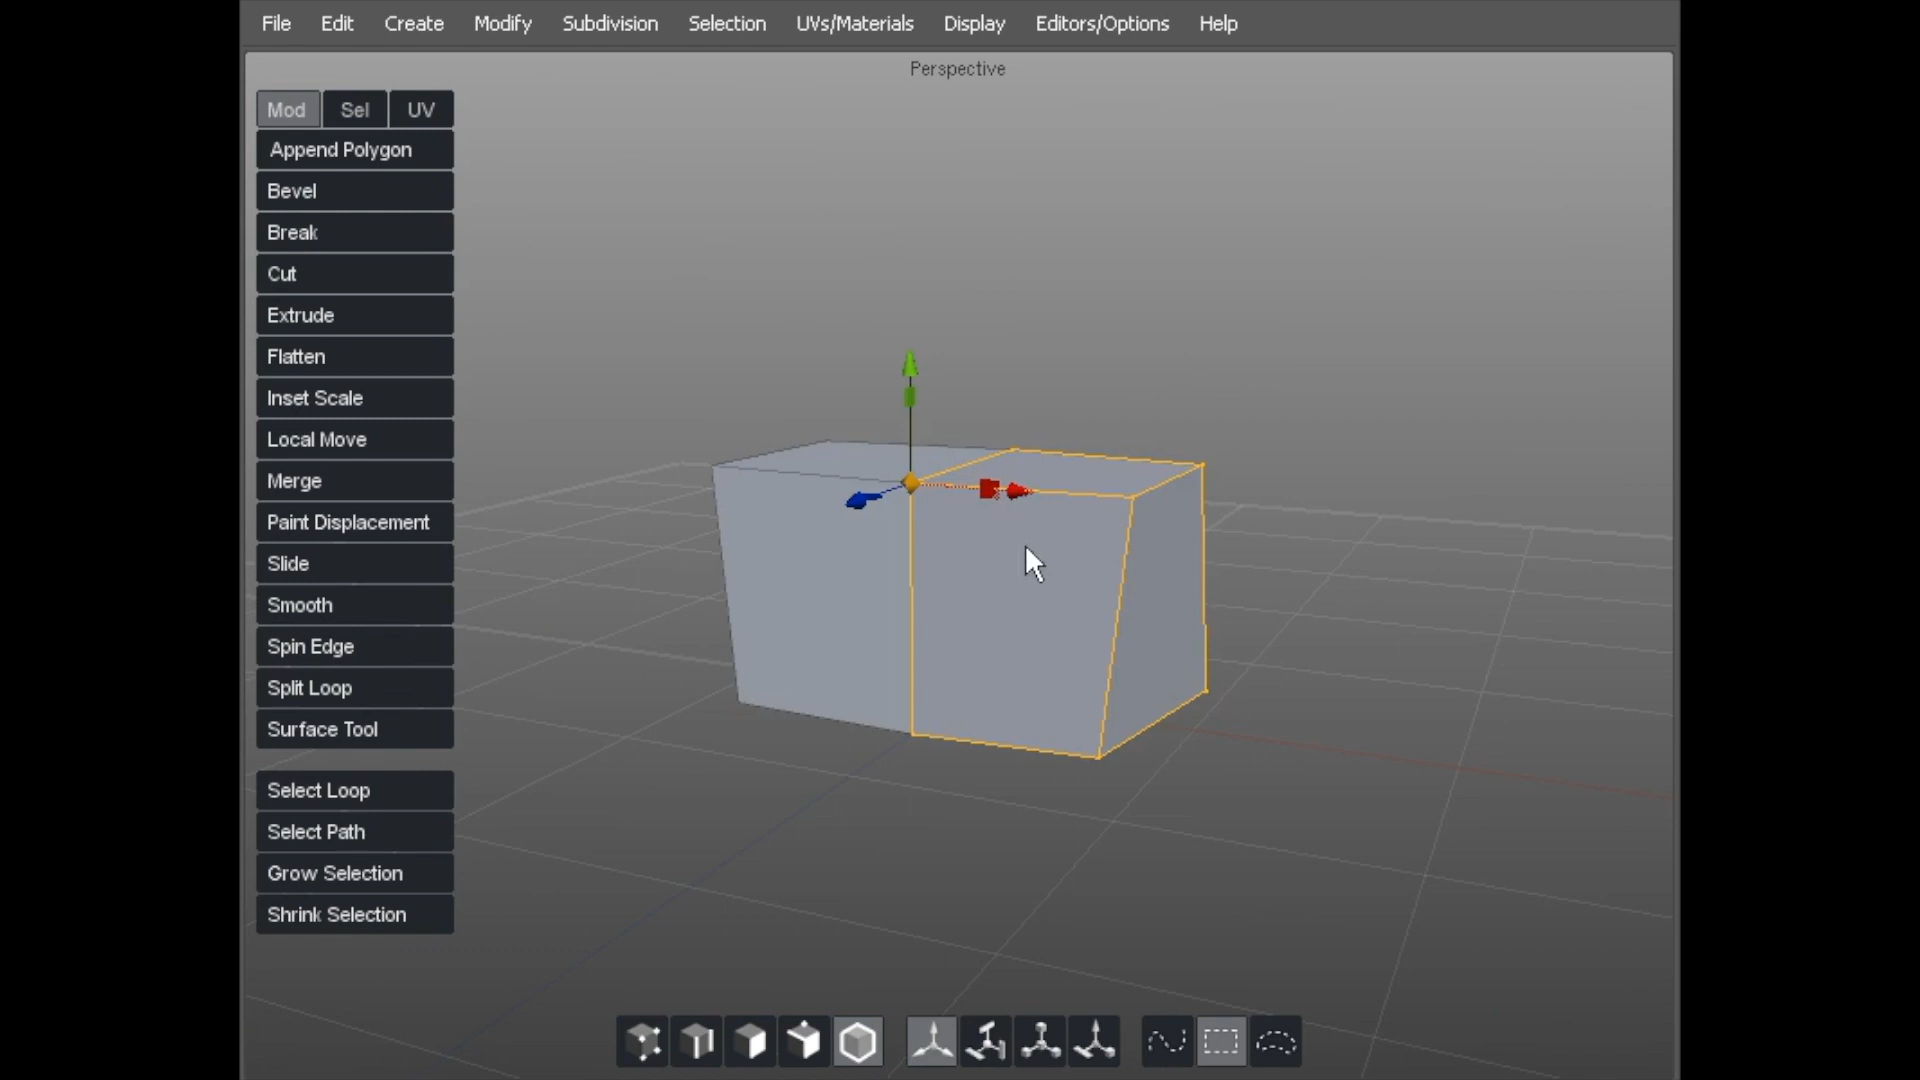 File Edit Create Modify Subdivision Selection UVs/Materials Display Editors/Options Help
Perspective
Mod Sel UV
Append Polygon
Bevel
Break
Cut
Extrude
Flatten
Inset Scale
Local Move
Merge
Paint Displacement
Slide
Smooth
Spin Edge
Split Loop
Surface Tool
Select Loop
Select Path
Grow Selection
Shrink Selection